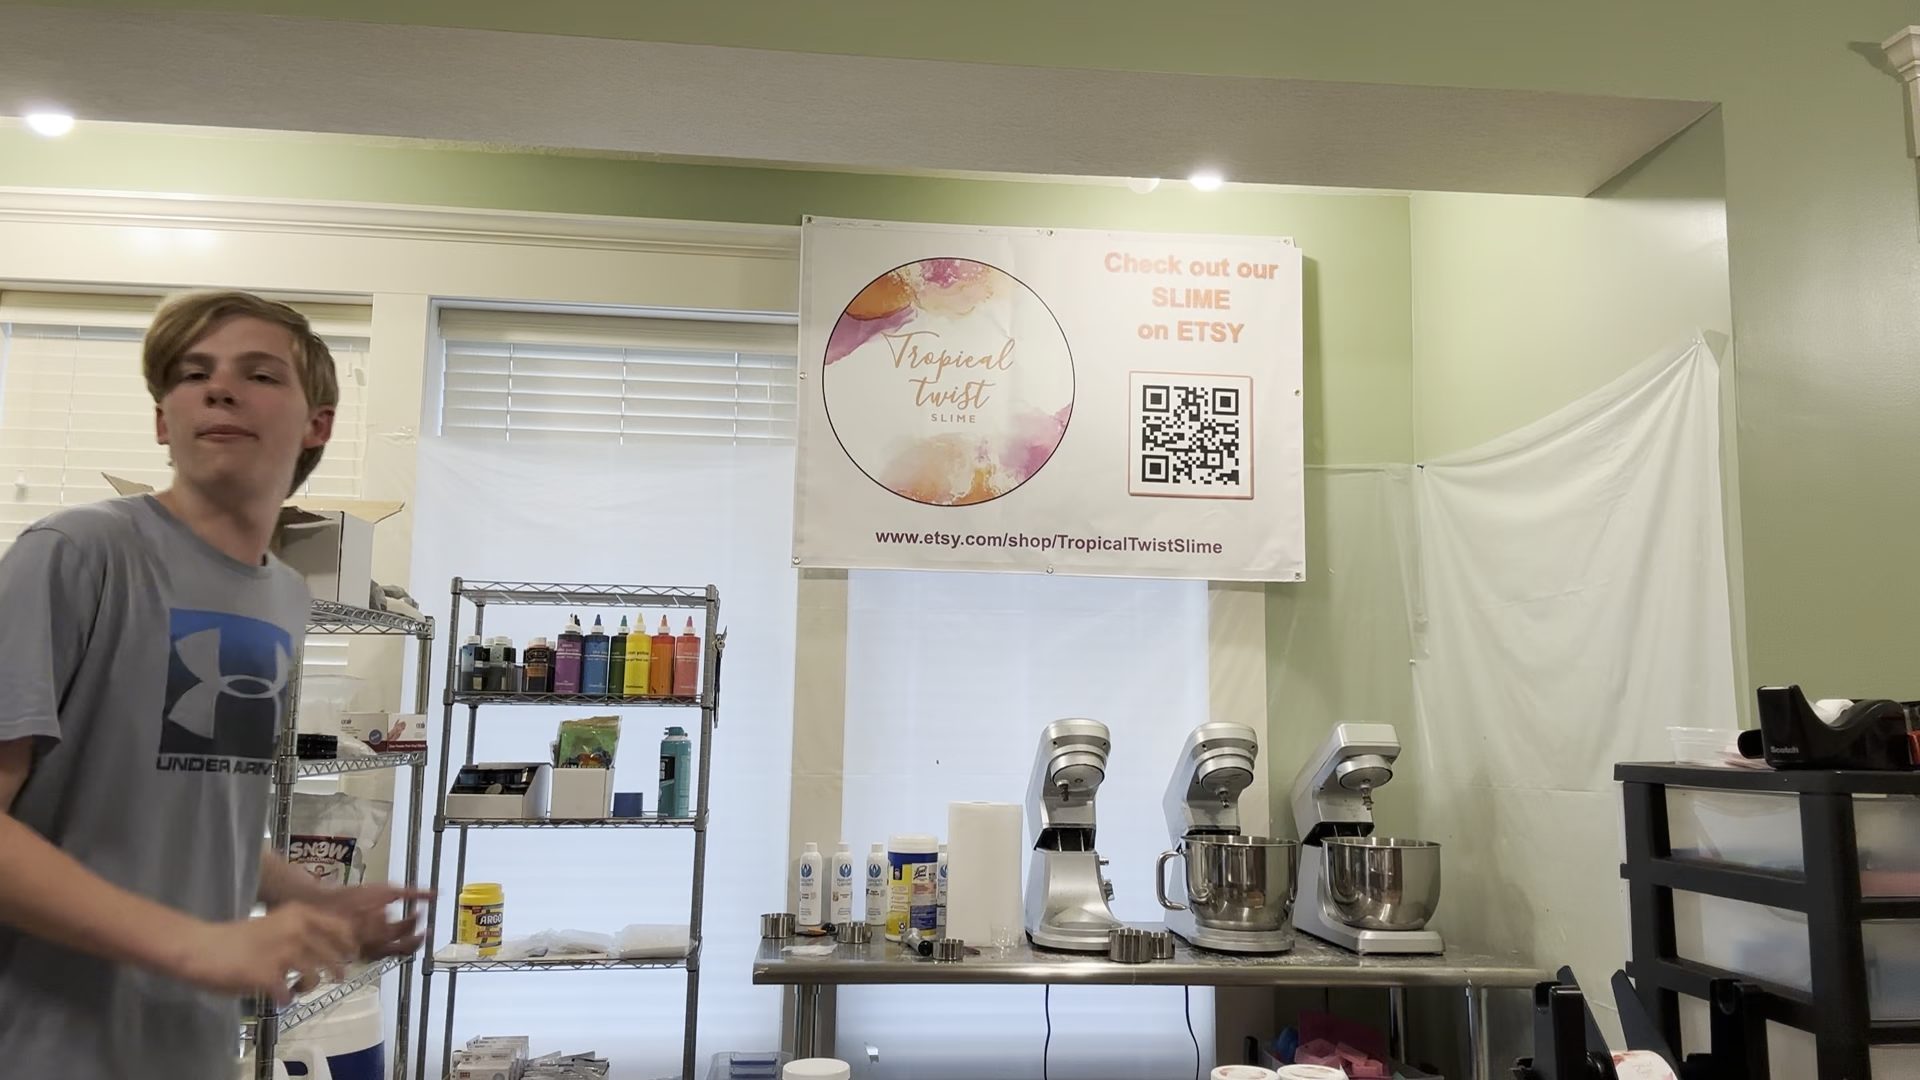 Check out our
SLIME
on ETSY
Tropical
Twist
SLIME
www.etsy.com/shop/TropicalTwistSlime
UNDER ARM
SNOW
ARGO
Scotch